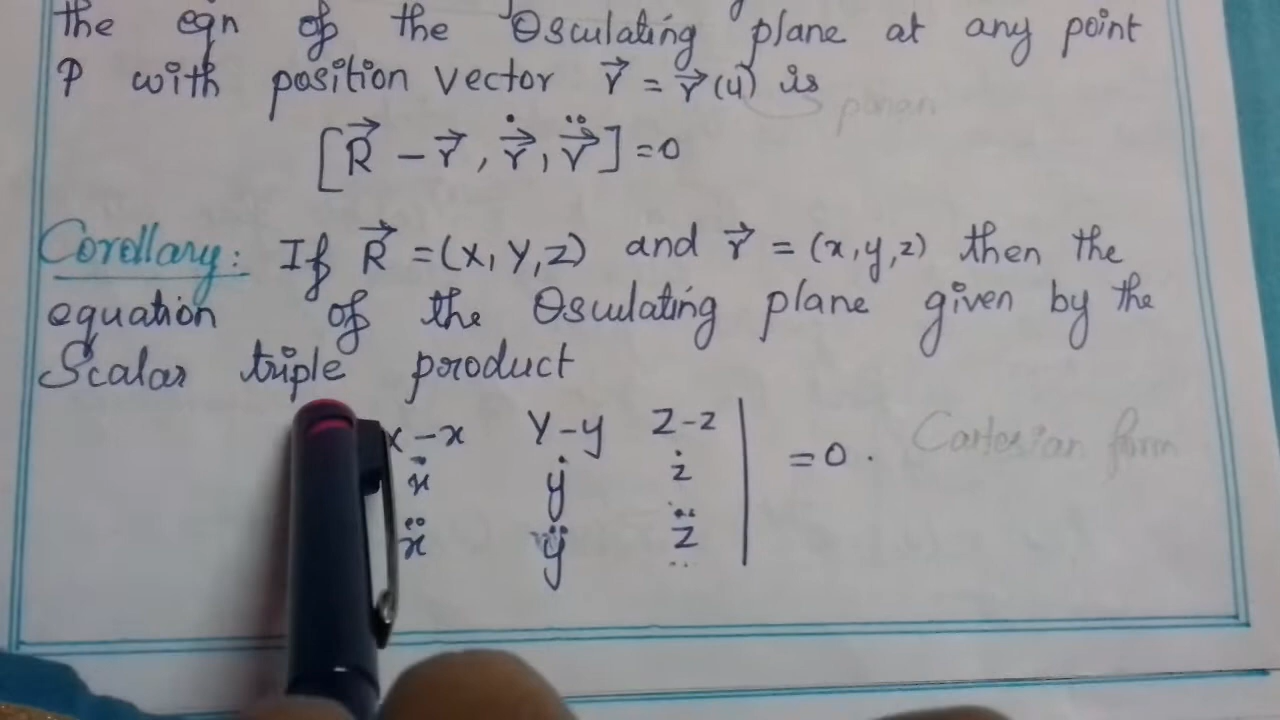 the eqn of the Osculating plane at any point
P with position vector r⃗ = r⃗(u) is
[R⃗ − r⃗, ṙ⃗, r̈⃗] = 0
Corollary: If R⃗ = (X, Y, Z) and r⃗ = (x, y, z) then the
equation of the Osculating plane given by the
Scalar triple product
X − x Y − y Z − z
ẋ ẏ ż | = 0. Cartesian form
ẍ ÿ z̈